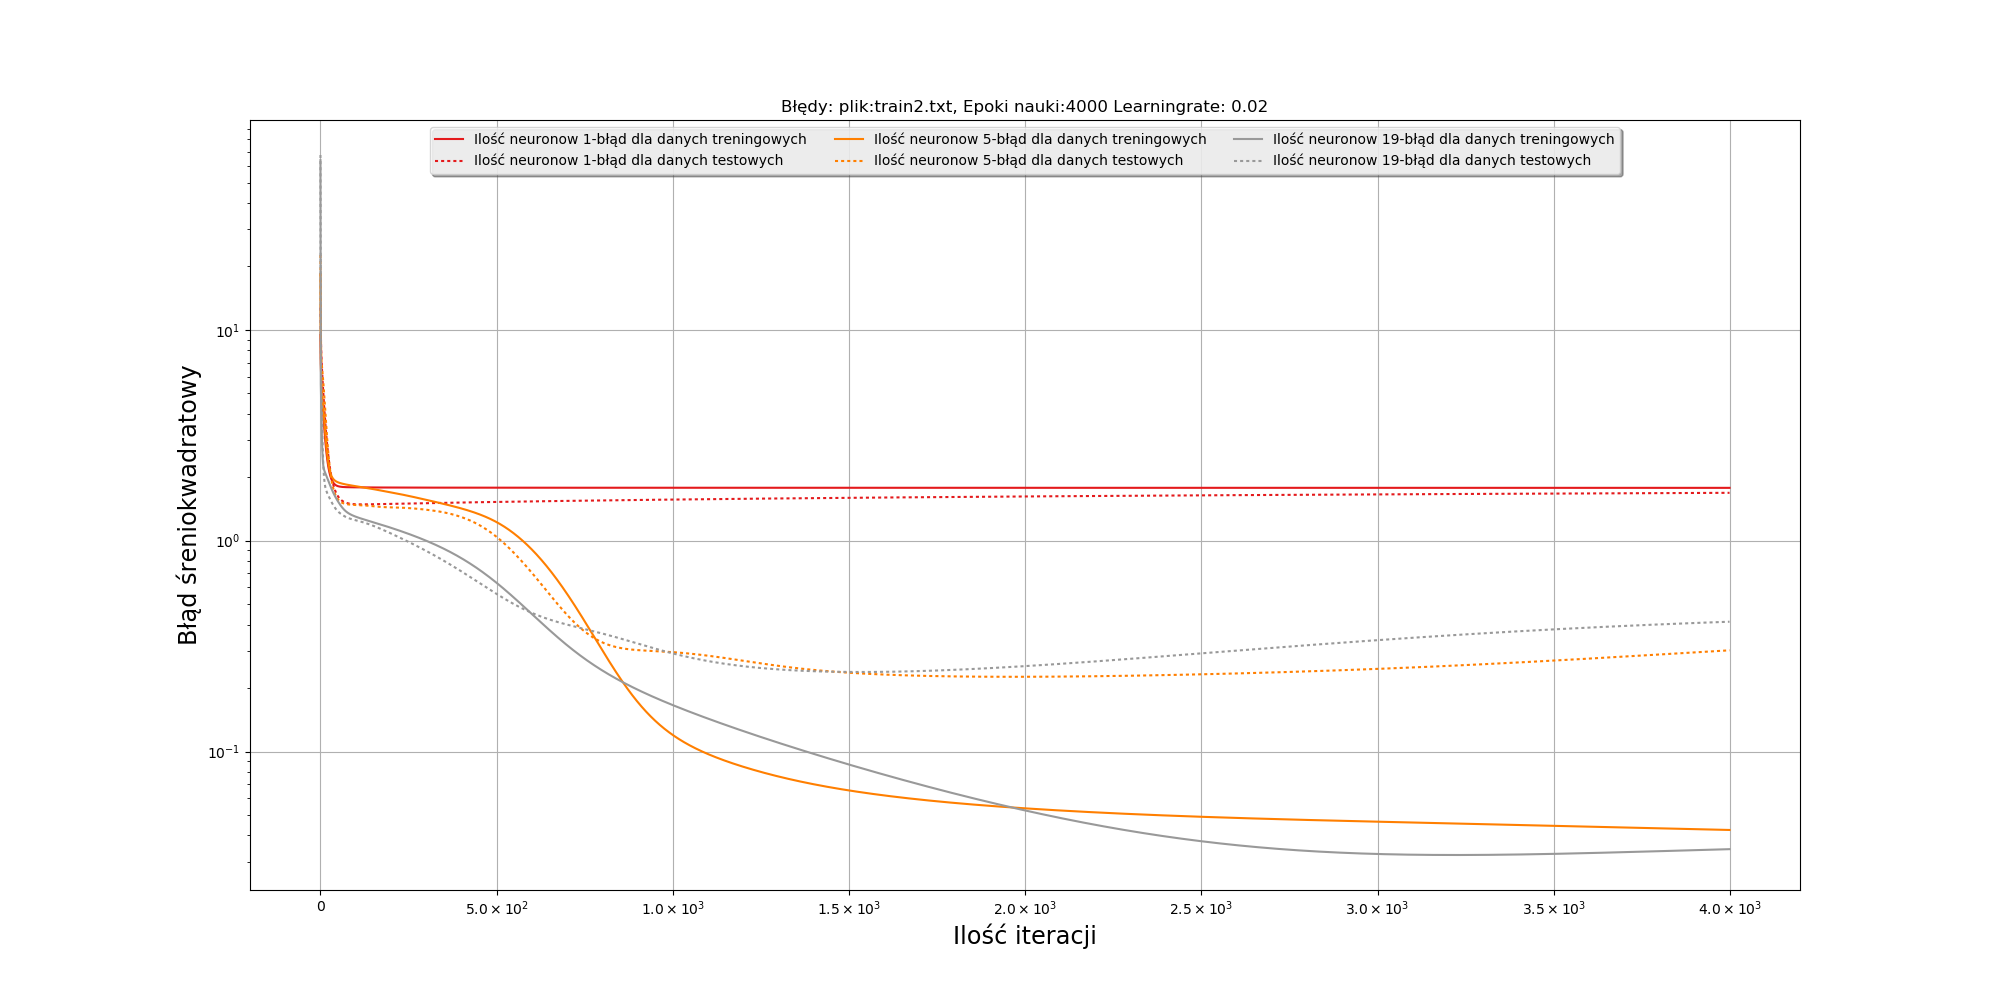 Błędy: plik:train2.txt, Epoki nauki:4000 Learningrate: 0.02
Ilość neuronow 1-błąd dla danych treningowych
Ilość neuronow 1-błąd dla danych testowych
Ilość neuronow 5-błąd dla danych treningowych
Ilość neuronow 5-błąd dla danych testowych
Ilość neuronow 19-błąd dla danych treningowych
Ilość neuronow 19-błąd dla danych testowych
Błąd śreniokwadratowy
10¹
10⁰
10⁻¹
0
5.0 × 10²
1.0 × 10³
1.5 × 10³
2.0 × 10³
2.5 × 10³
3.0 × 10³
3.5 × 10³
4.0 × 10³
Ilość iteracji